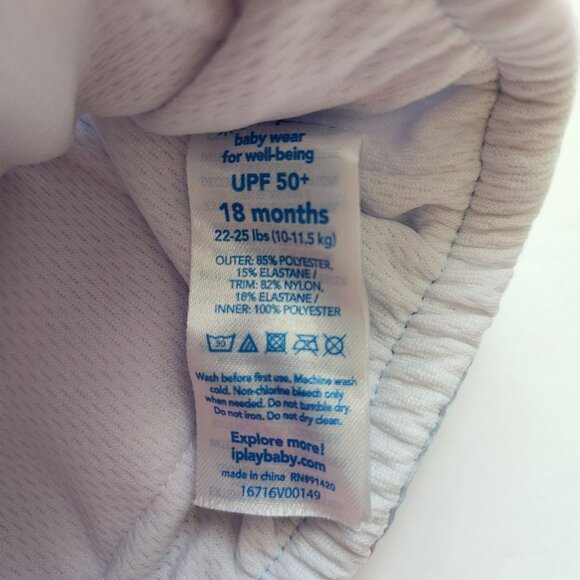 baby wear
for well-being
UPF 50+
18 months
22-25 lbs (10-11.5 kg)
OUTER: 85% POLYESTER,
15% ELASTANE /
TRIM: 82% NYLON,
18% ELASTANE /
INNER: 100% POLYESTER
30
Wash before first use. Machine wash
cold. Non-chlorine bleach only
when needed. Do not tumble dry.
Do not iron. Do not dry clean.
Explore more!
iplaybaby.com
made in china RN#91420
16716V00149